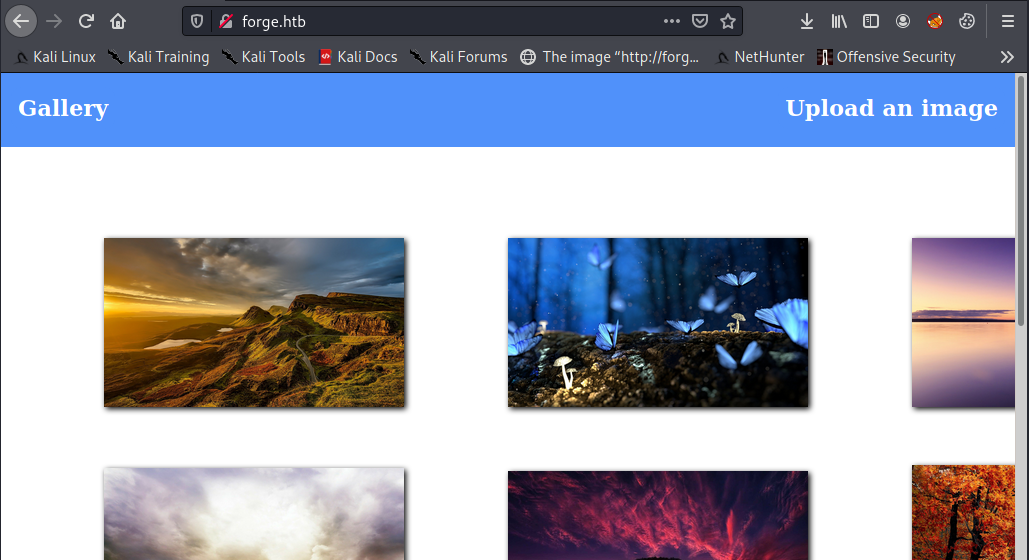 forge.htb
Kali Linux Kali Training Kali Tools Kali Docs Kali Forums The image “http://forg... NetHunter Offensive Security
Gallery Upload an image